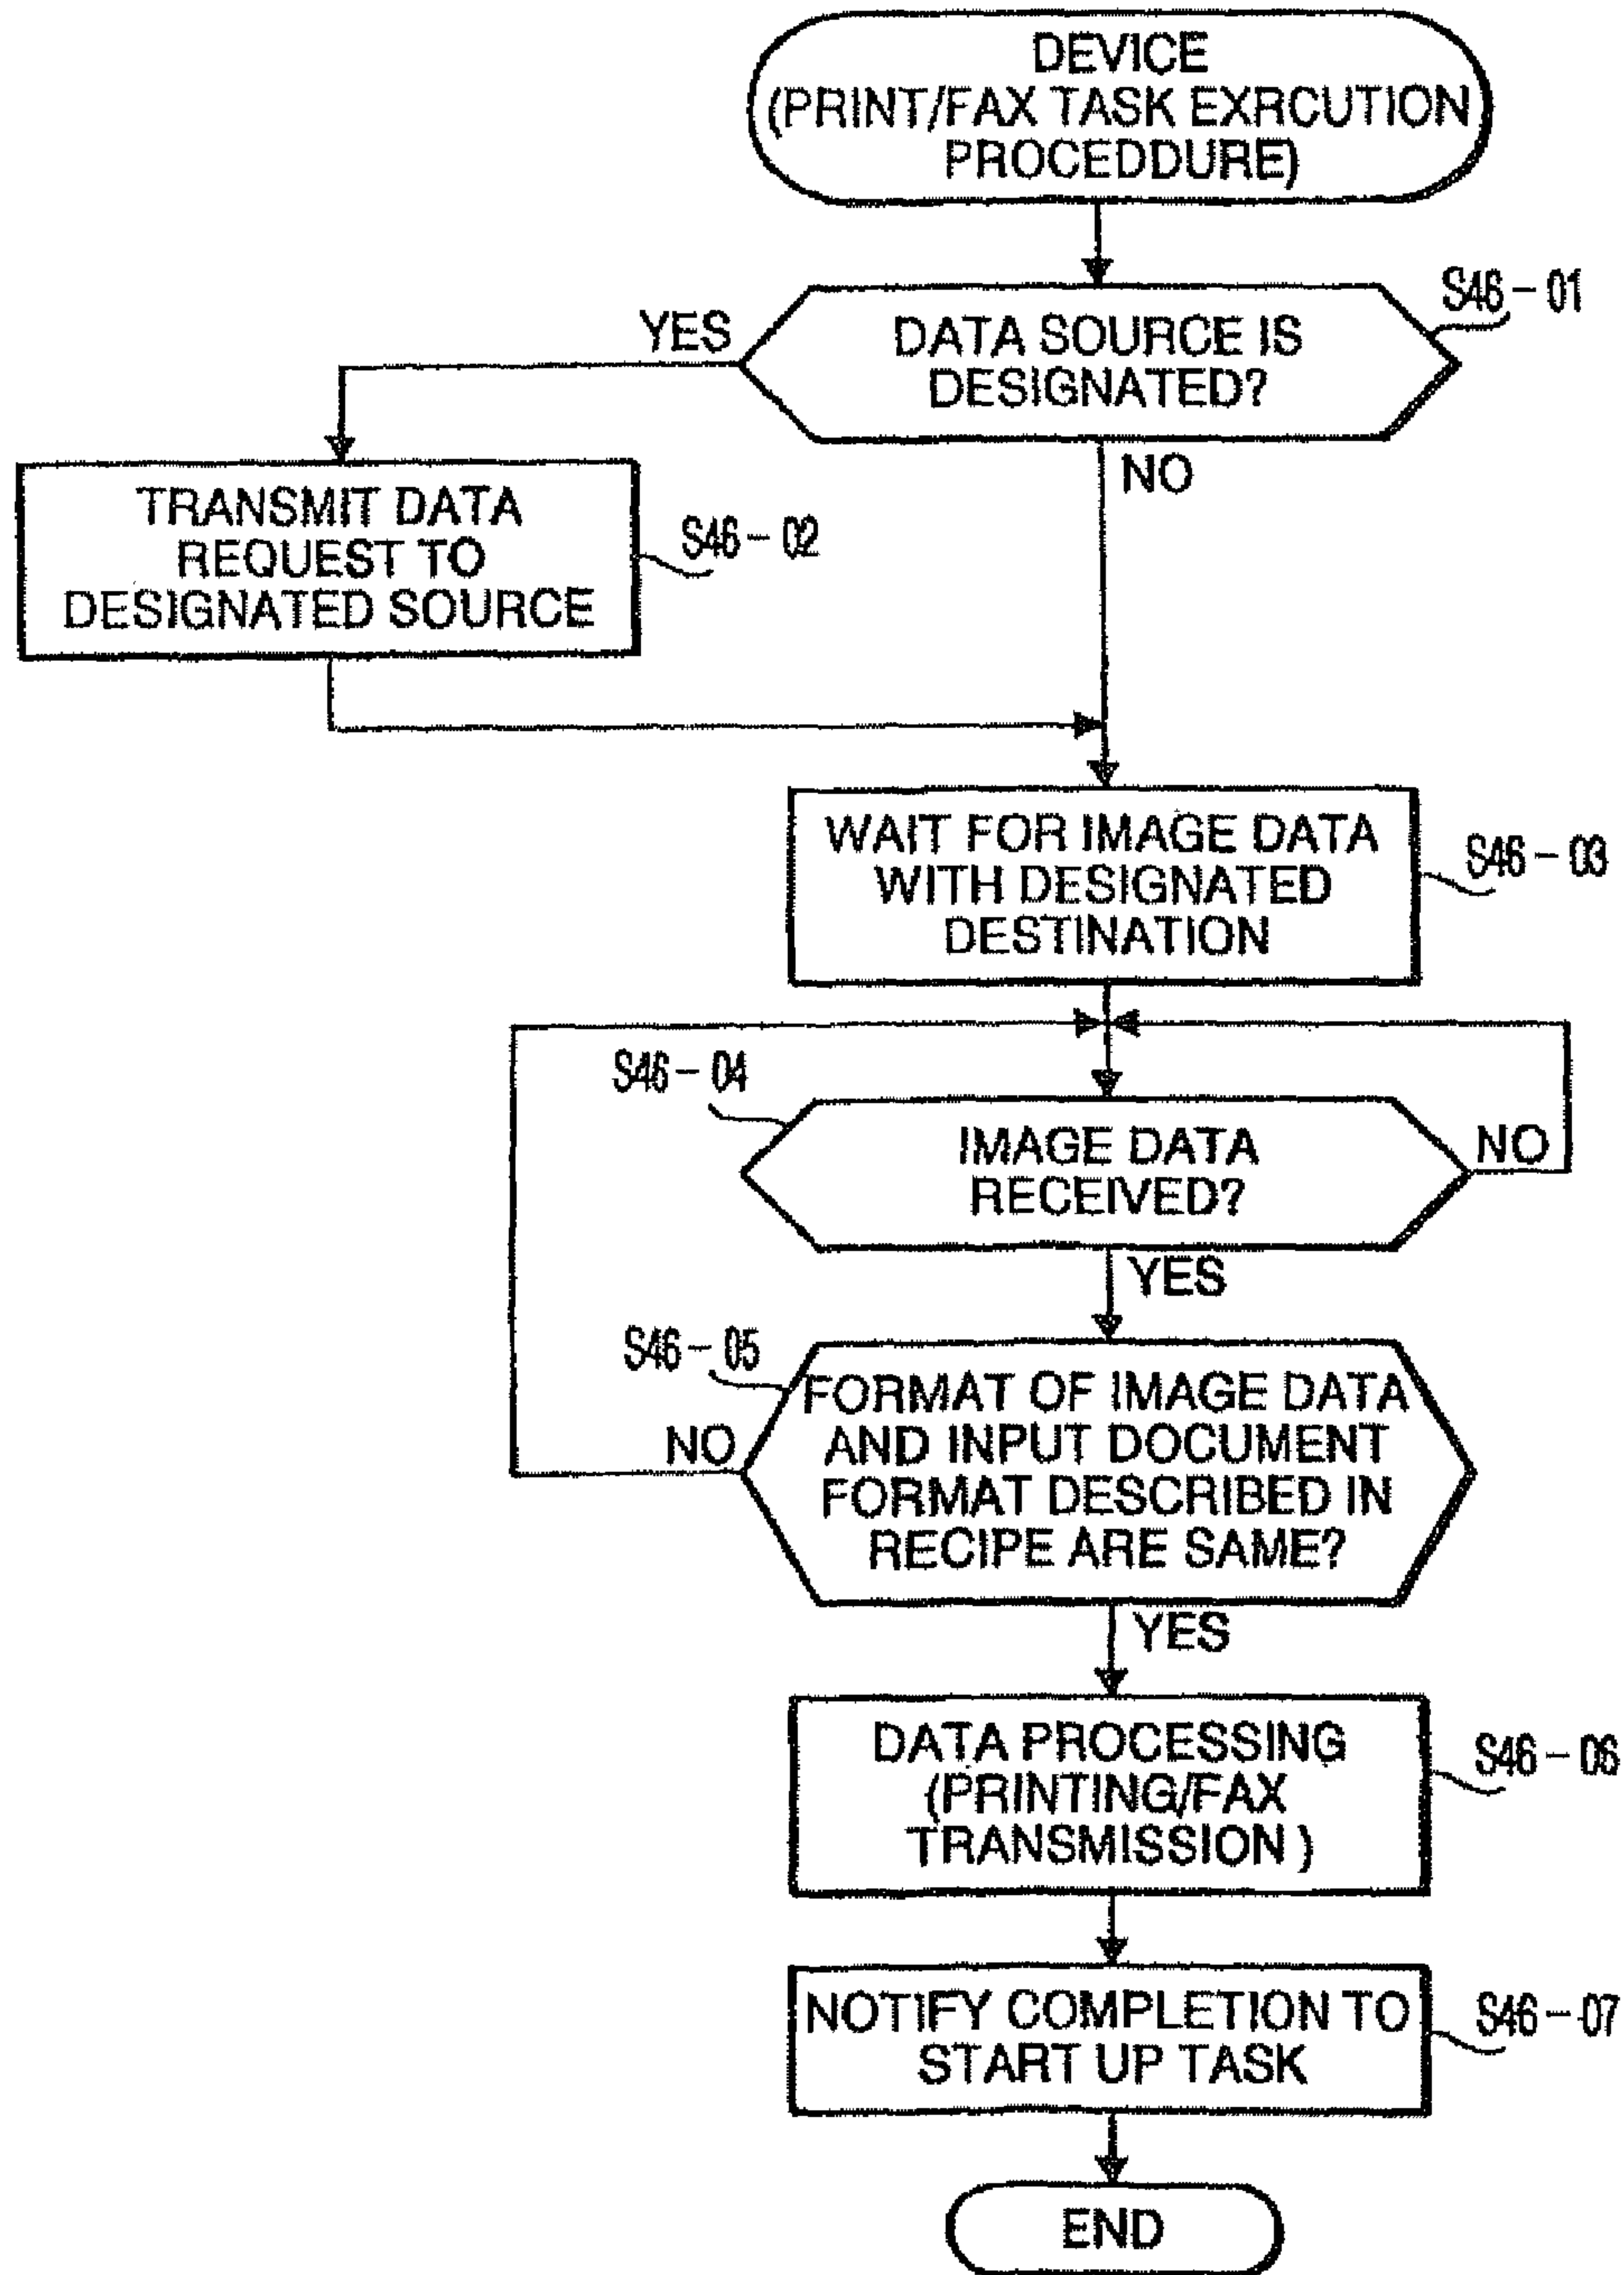 DEVICE
(PRINT/FAX TASK EXRCUTION
PROCEDDURE)
S46-01
YES
DATA SOURCE IS
DESIGNATED?
NO
TRANSMIT DATA
REQUEST TO
DESIGNATED SOURCE
S46-02
WAIT FOR IMAGE DATA
WITH DESIGNATED
DESTINATION
S46-03
S46-04
IMAGE DATA
RECEIVED?
NO
YES
S46-05
FORMAT OF IMAGE DATA
AND INPUT DOCUMENT
FORMAT DESCRIBED IN
RECIPE ARE SAME?
NO
YES
DATA PROCESSING
(PRINTING/FAX
TRANSMISSION)
S46-06
NOTIFY COMPLETION TO
START UP TASK
S46-07
END